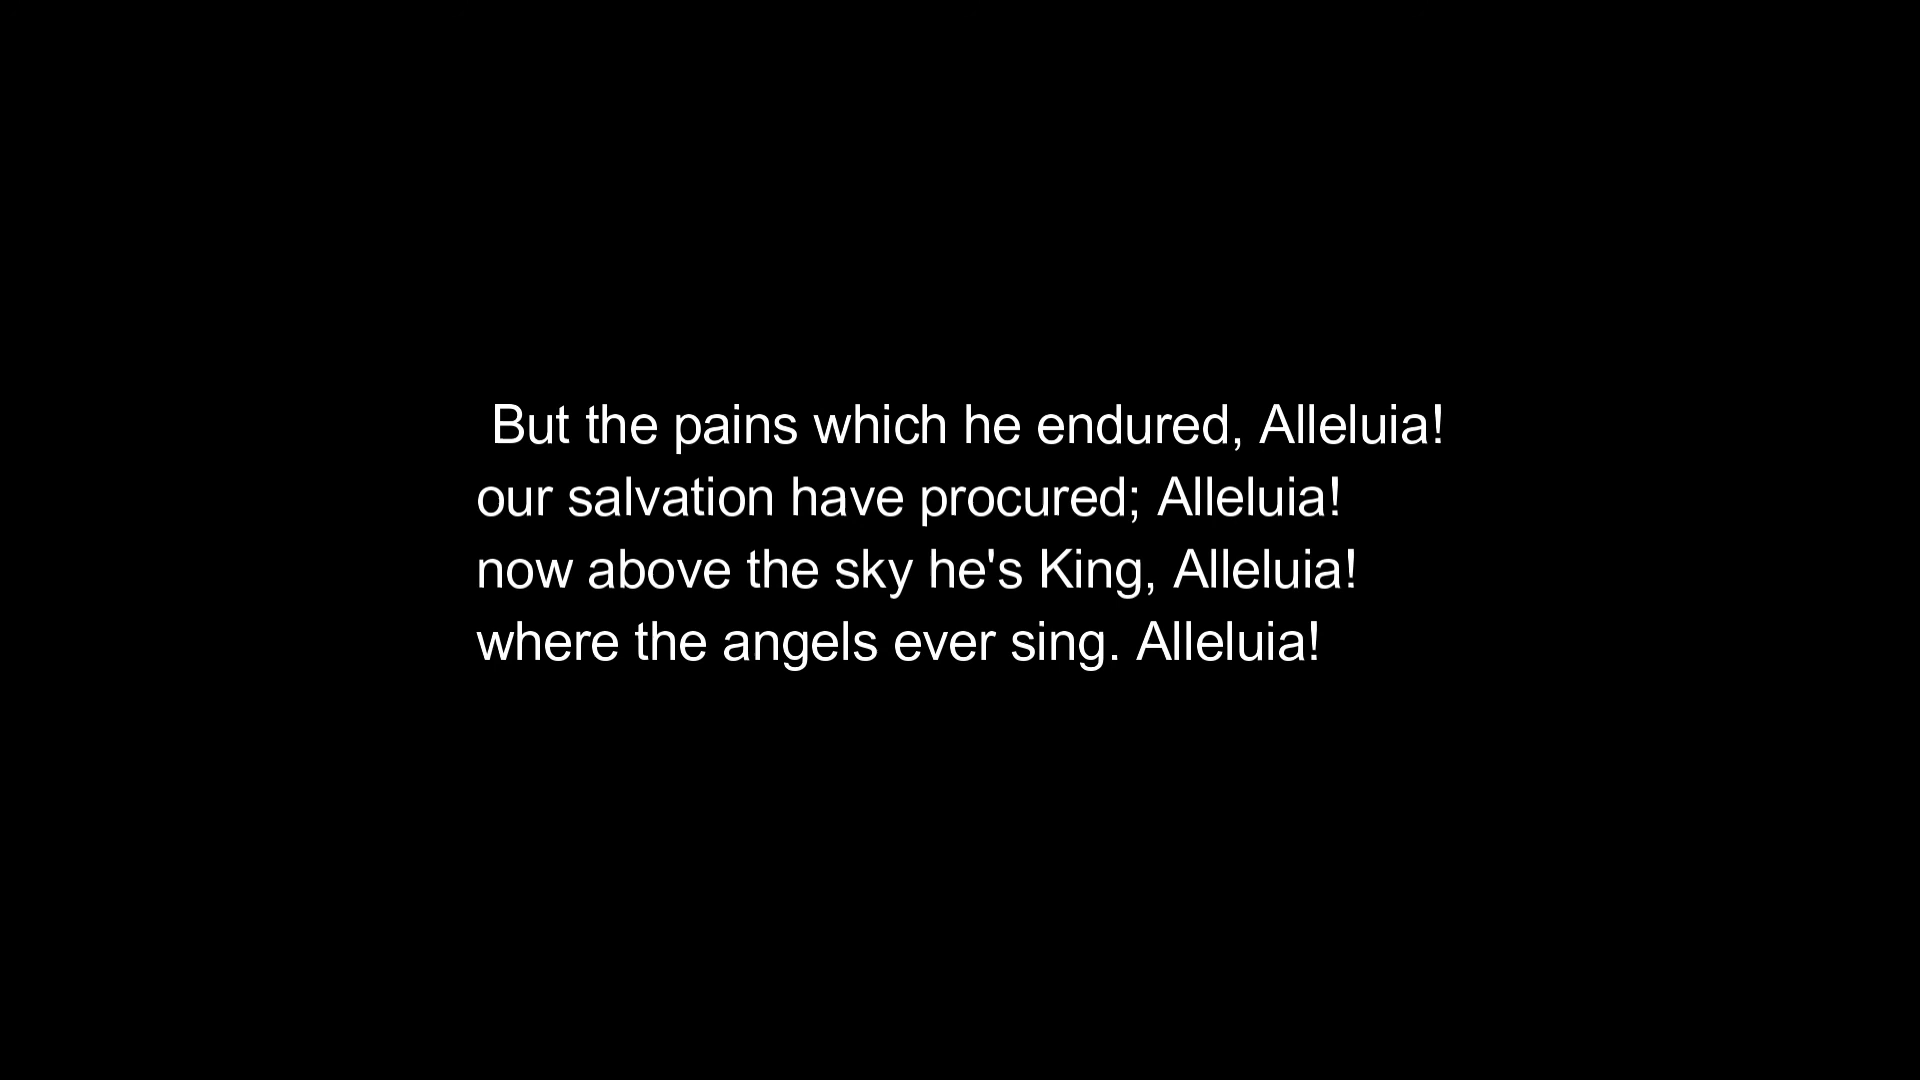 But the pains which he endured, Alleluia!
our salvation have procured; Alleluia!
now above the sky he's King, Alleluia!
where the angels ever sing. Alleluia!